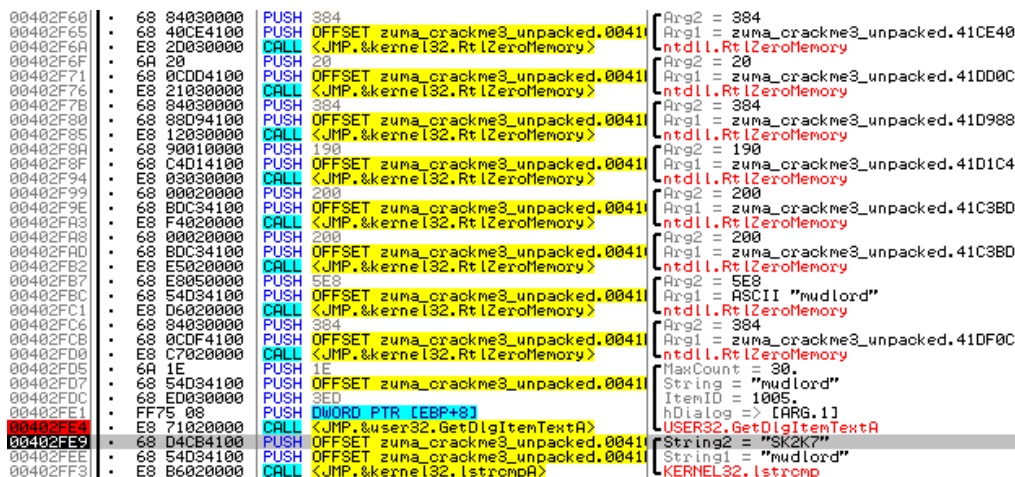 00402F60 . 68 84030000 PUSH 384 Arg2 = 384
00402F65 . 68 40CE4100 PUSH OFFSET zuma_crackme3_unpacked.0041 Arg1 = zuma_crackme3_unpacked.41CE40
00402F6A . E8 2D030000 CALL <JMP.&kernel32.RtlZeroMemory> ntdll.RtlZeroMemory
00402F6F . 6A 20 PUSH 20 Arg2 = 20
00402F71 . 68 0CDD4100 PUSH OFFSET zuma_crackme3_unpacked.0041 Arg1 = zuma_crackme3_unpacked.41DD0C
00402F76 . E8 21030000 CALL <JMP.&kernel32.RtlZeroMemory> ntdll.RtlZeroMemory
00402F7B . 68 84030000 PUSH 384 Arg2 = 384
00402F80 . 68 88D94100 PUSH OFFSET zuma_crackme3_unpacked.0041 Arg1 = zuma_crackme3_unpacked.41D988
00402F85 . E8 12030000 CALL <JMP.&kernel32.RtlZeroMemory> ntdll.RtlZeroMemory
00402F8A . 68 90010000 PUSH 190 Arg2 = 190
00402F8F . 68 C4D14100 PUSH OFFSET zuma_crackme3_unpacked.0041 Arg1 = zuma_crackme3_unpacked.41D1C4
00402F94 . E8 03030000 CALL <JMP.&kernel32.RtlZeroMemory> ntdll.RtlZeroMemory
00402F99 . 68 00020000 PUSH 200 Arg2 = 200
00402F9E . 68 BDC34100 PUSH OFFSET zuma_crackme3_unpacked.0041 Arg1 = zuma_crackme3_unpacked.41C3BD
00402FA3 . E8 F4020000 CALL <JMP.&kernel32.RtlZeroMemory> ntdll.RtlZeroMemory
00402FA8 . 68 00020000 PUSH 200 Arg2 = 200
00402FAD . 68 BDC34100 PUSH OFFSET zuma_crackme3_unpacked.0041 Arg1 = zuma_crackme3_unpacked.41C3BD
00402FB2 . E8 E5020000 CALL <JMP.&kernel32.RtlZeroMemory> ntdll.RtlZeroMemory
00402FB7 . 68 E8050000 PUSH 5E8 Arg2 = 5E8
00402FBC . 68 54D34100 PUSH OFFSET zuma_crackme3_unpacked.0041 Arg1 = ASCII "mudlord"
00402FC1 . E8 D6020000 CALL <JMP.&kernel32.RtlZeroMemory> ntdll.RtlZeroMemory
00402FC6 . 68 84030000 PUSH 384 Arg2 = 384
00402FCB . 68 0CDF4100 PUSH OFFSET zuma_crackme3_unpacked.0041 Arg1 = zuma_crackme3_unpacked.41DF0C
00402FD0 . E8 C7020000 CALL <JMP.&kernel32.RtlZeroMemory> ntdll.RtlZeroMemory
00402FD5 . 6A 1E PUSH 1E MaxCount = 30.
00402FD7 . 68 54D34100 PUSH OFFSET zuma_crackme3_unpacked.0041 String = "mudlord"
00402FDC . 68 ED030000 PUSH 3ED ItemID = 1005.
00402FE1 . FF75 08 PUSH DWORD PTR [EBP+8] hDialog => [ARG.1]
00402FE4 . E8 71020000 CALL <JMP.&user32.GetDlgItemTextA> USER32.GetDlgItemTextA
00402FE9 . 68 D4CB4100 PUSH OFFSET zuma_crackme3_unpacked.0041 String2 = "SK2K7"
00402FEE . 68 54D34100 PUSH OFFSET zuma_crackme3_unpacked.0041 String1 = "mudlord"
00402FF3 . E8 B6020000 CALL <JMP.&kernel32.lstrcmpA> KERNEL32.lstrcmp